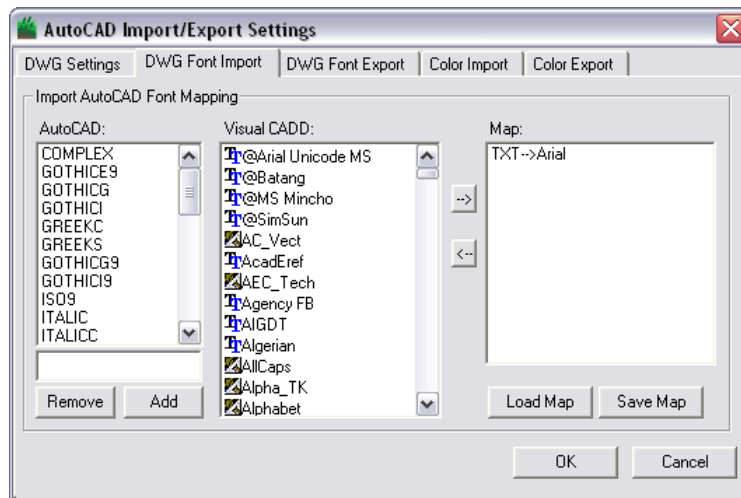 AutoCAD Import/Export Settings
DWG Settings DWG Font Import DWG Font Export Color Import Color Export
Import AutoCAD Font Mapping
AutoCAD:
COMPLEX
GOTHICE9
GOTHICG
GOTHICI
GREEKC
GREEKS
GOTHICG9
GOTHICI9
ISO9
ITALIC
ITALICC
Remove Add
Visual CADD:
@Arial Unicode MS
@Batang
@MS Mincho
@SimSun
AC_Vect
AcadEref
AEC_Tech
Agency FB
AIGDT
Algerian
AllCaps
Alpha_TK
Alphabet
-->
<--
Map:
TXT-->Arial
Load Map Save Map
OK Cancel